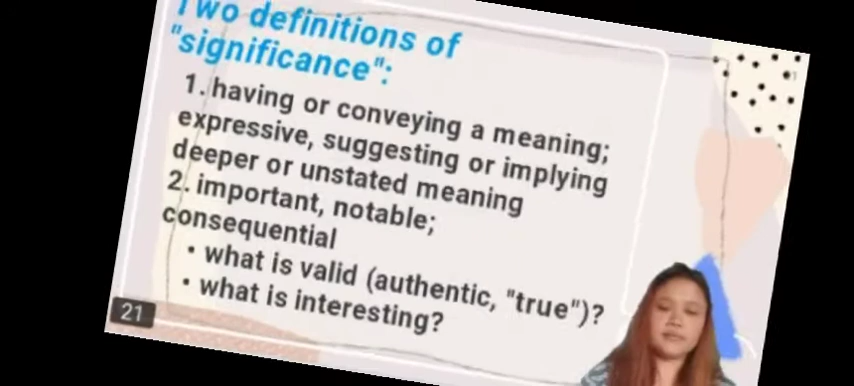 Two definitions of
"significance":
1. having or conveying a meaning;
expressive, suggesting or implying
deeper or unstated meaning
2. important, notable;
consequential
• what is valid (authentic, "true")?
• what is interesting?
21